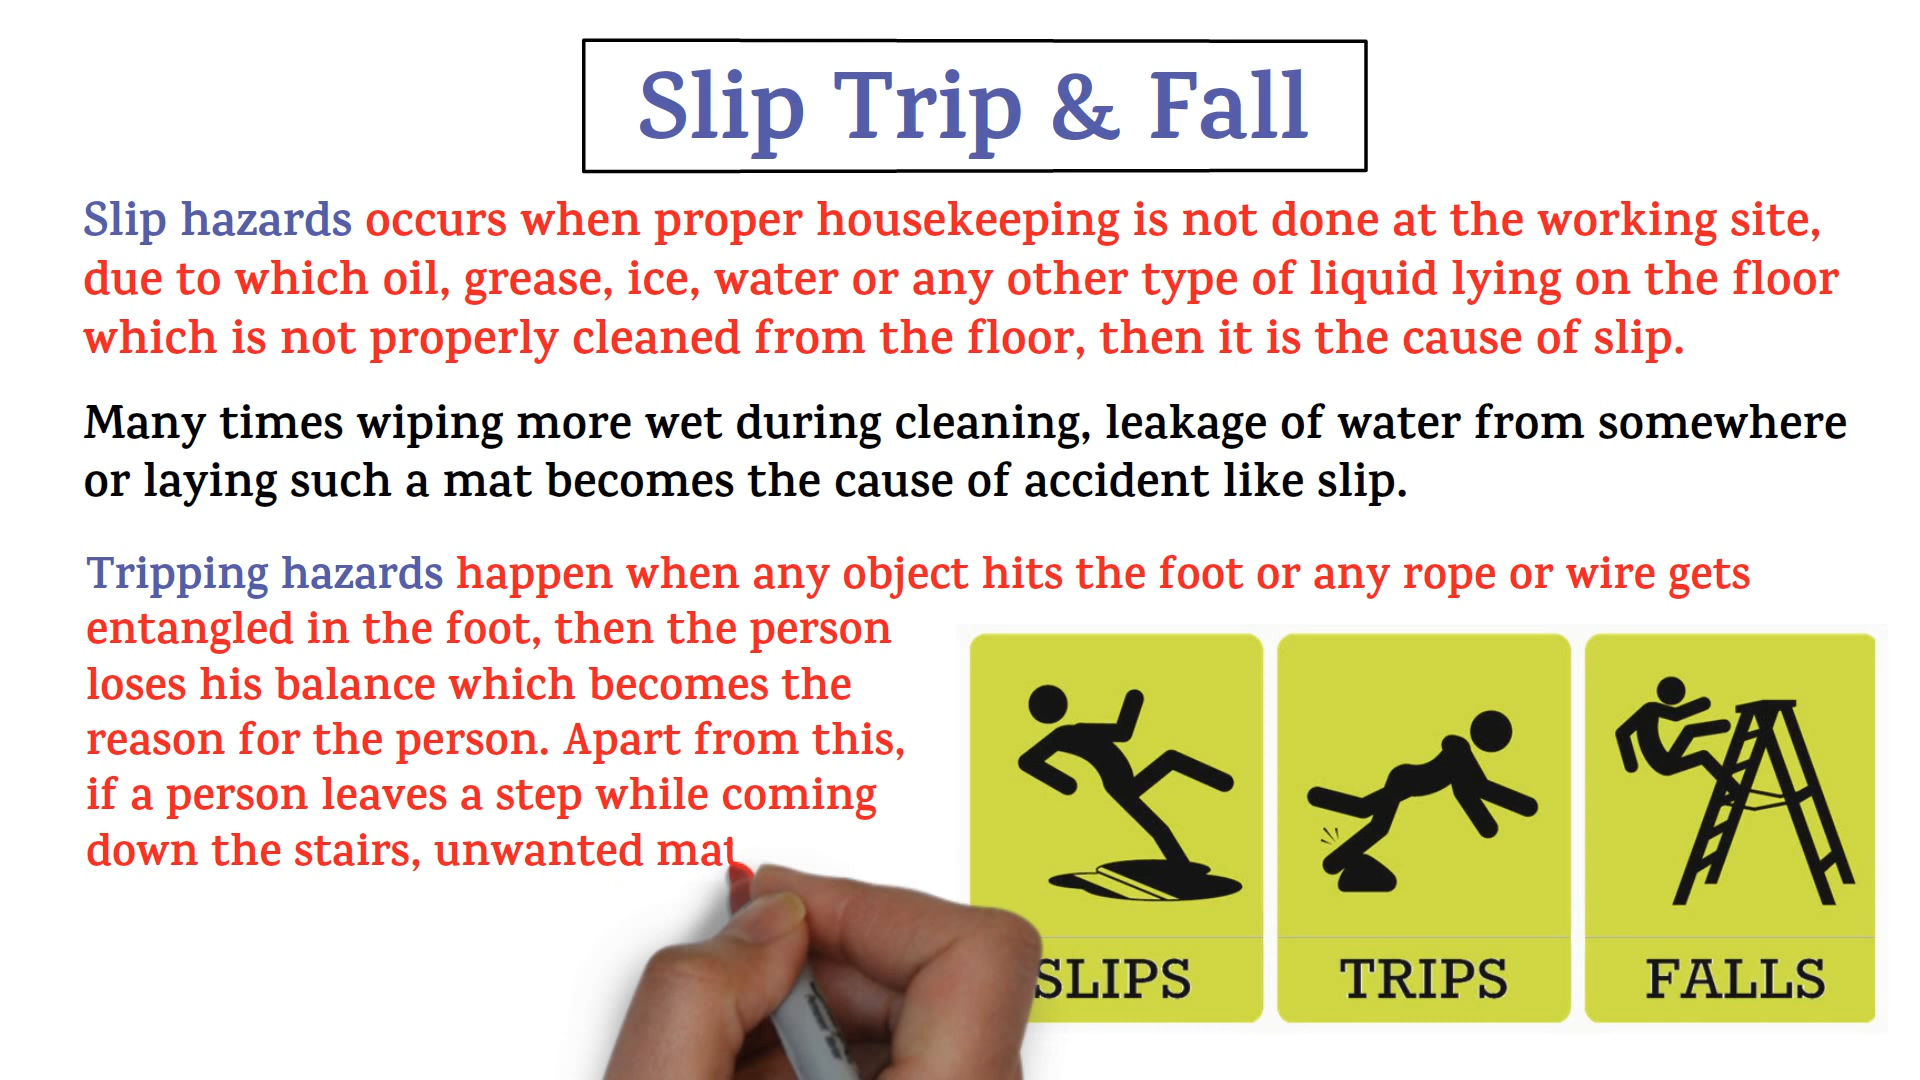 Slip Trip & Fall
Slip hazards occurs when proper housekeeping is not done at the working site,
due to which oil, grease, ice, water or any other type of liquid lying on the floor
which is not properly cleaned from the floor, then it is the cause of slip.
Many times wiping more wet during cleaning, leakage of water from somewhere
or laying such a mat becomes the cause of accident like slip.
Tripping hazards happen when any object hits the foot or any rope or wire gets
entangled in the foot, then the person
loses his balance which becomes the
reason for the person. Apart from this,
if a person leaves a step while coming
down the stairs, unwanted mat
SLIPS
TRIPS
FALLS